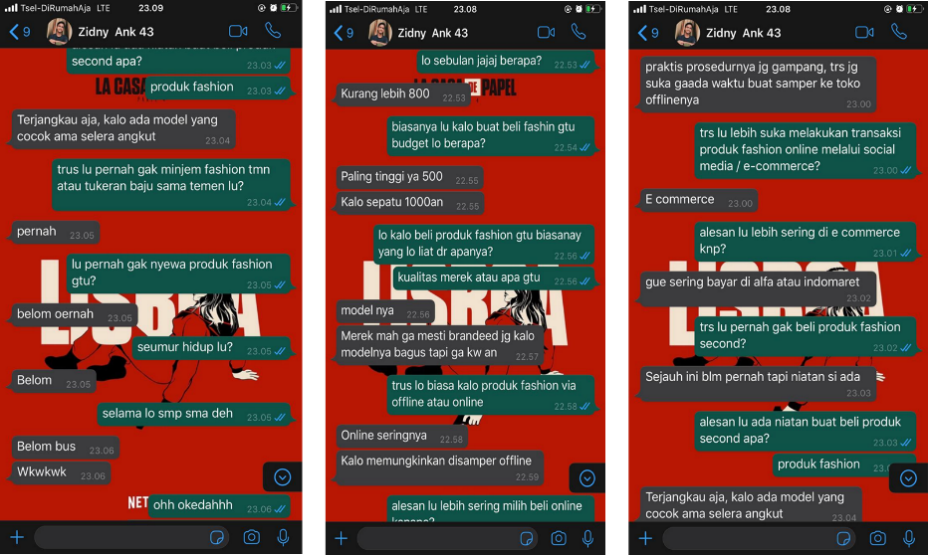 Tsel-DiRumahAja LTE 23.09
9 Zidny Ank 43
second apa?
23.03
LA CASA
produk fashion
23.03
Terjangkau aja, kalo ada model yang
cocok ama selera angkut
23.04
trus lu pernah gak minjem fashion tmn
atau tukeran baju sama temen lu?
23.04
pernah 23.05
lu pernah gak nyewa produk fashion
gtu?
23.05
belom oernah 23.05
seumur hidup lu? 23.05
Belom 23.05
selama lo smp sma deh 23.05
Belom bus 23.06
Wkwkwk 23.06
NET
ohh okedahhh 23.06
Tsel-DiRumahAja LTE 23.08
9 Zidny Ank 43
lo sebulan jajaj berapa? 22.53
DE PAPEL
Kurang lebih 800 22.53
biasanya lu kalo buat beli fashin gtu
budget lo berapa?
22.54
Paling tinggi ya 500 22.55
Kalo sepatu 1000an 22.55
lo kalo beli produk fashion gtu biasanay
yang lo liat dr apanya?
22.56
kualitas merek atau apa gtu 22.56
model nya 22.56
Merek mah ga mesti brandeed jg kalo
modelnya bagus tapi ga kw an
22.57
trus lo biasa kalo produk fashion via
offline atau online
22.58
Online seringnya 22.58
Kalo memungkinkan disamper offline
22.59
alesan lu lebih sering milih beli online
Tsel-DiRumahAja LTE 23.08
9 Zidny Ank 43
praktis prosedurnya jg gampang, trs jg
suka gaada waktu buat samper ke toko
offlinenya
23.00
trs lu lebih suka melakukan transaksi
produk fashion online melalui social
media / e-commerce?
23.00
E commerce 23.00
alesan lu lebih sering di e commerce
knp?
23.01
LISBOA
gue sering bayar di alfa atau indomaret
23.02
trs lu pernah gak beli produk fashion
second?
23.02
Sejauh ini blm pernah tapi niatan si ada
23.03
alesan lu ada niatan buat beli produk
second apa?
23.03
produk fashion
Terjangkau aja, kalo ada model yang
cocok ama selera angkut
23.04